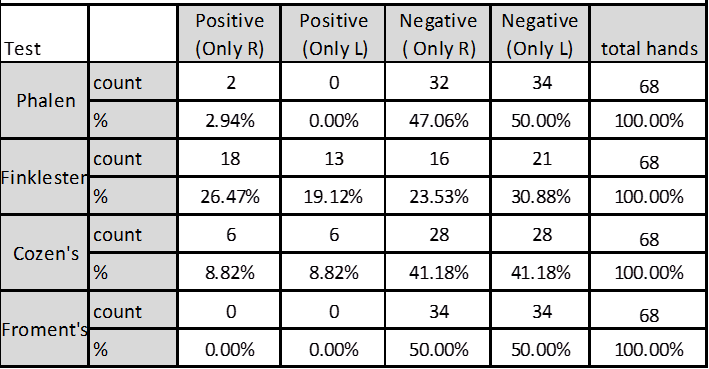 Test Positive (Only R) Positive (Only L) Negative ( Only R) Negative (Only L) total hands
Phalen count 2 0 32 34 68
% 2.94% 0.00% 47.06% 50.00% 100.00%
Finklesten count 18 13 16 21 68
% 26.47% 19.12% 23.53% 30.88% 100.00%
Cozen's count 6 6 28 28 68
% 8.82% 8.82% 41.18% 41.18% 100.00%
Froment's count 0 0 34 34 68
% 0.00% 0.00% 50.00% 50.00% 100.00%